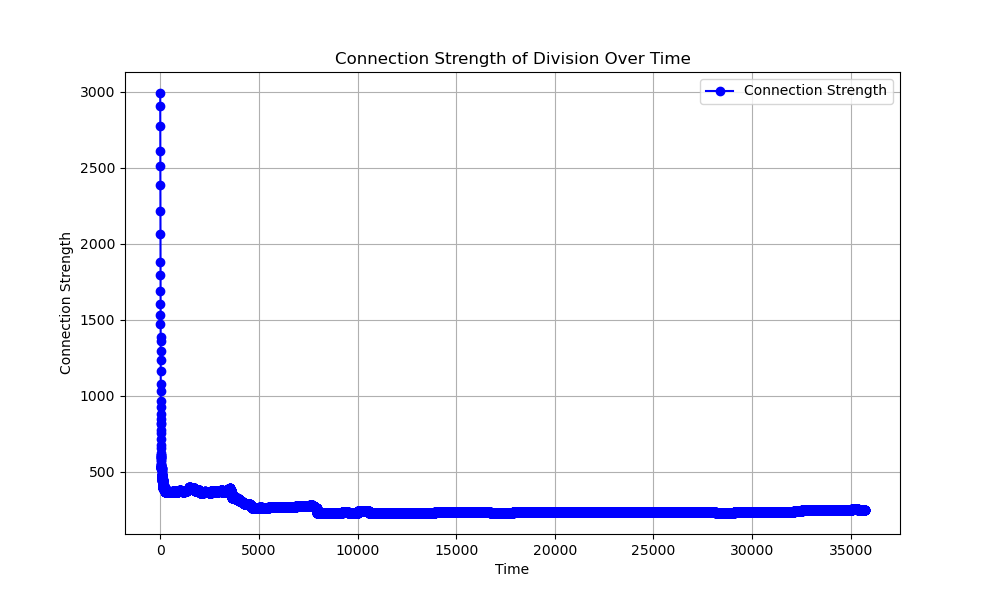 Connection Strength of Division Over Time
Connection Strength
3000
2500
2000
1500
1000
500
Connection Strength
0 5000 10000 15000 20000 25000 30000 35000
Time